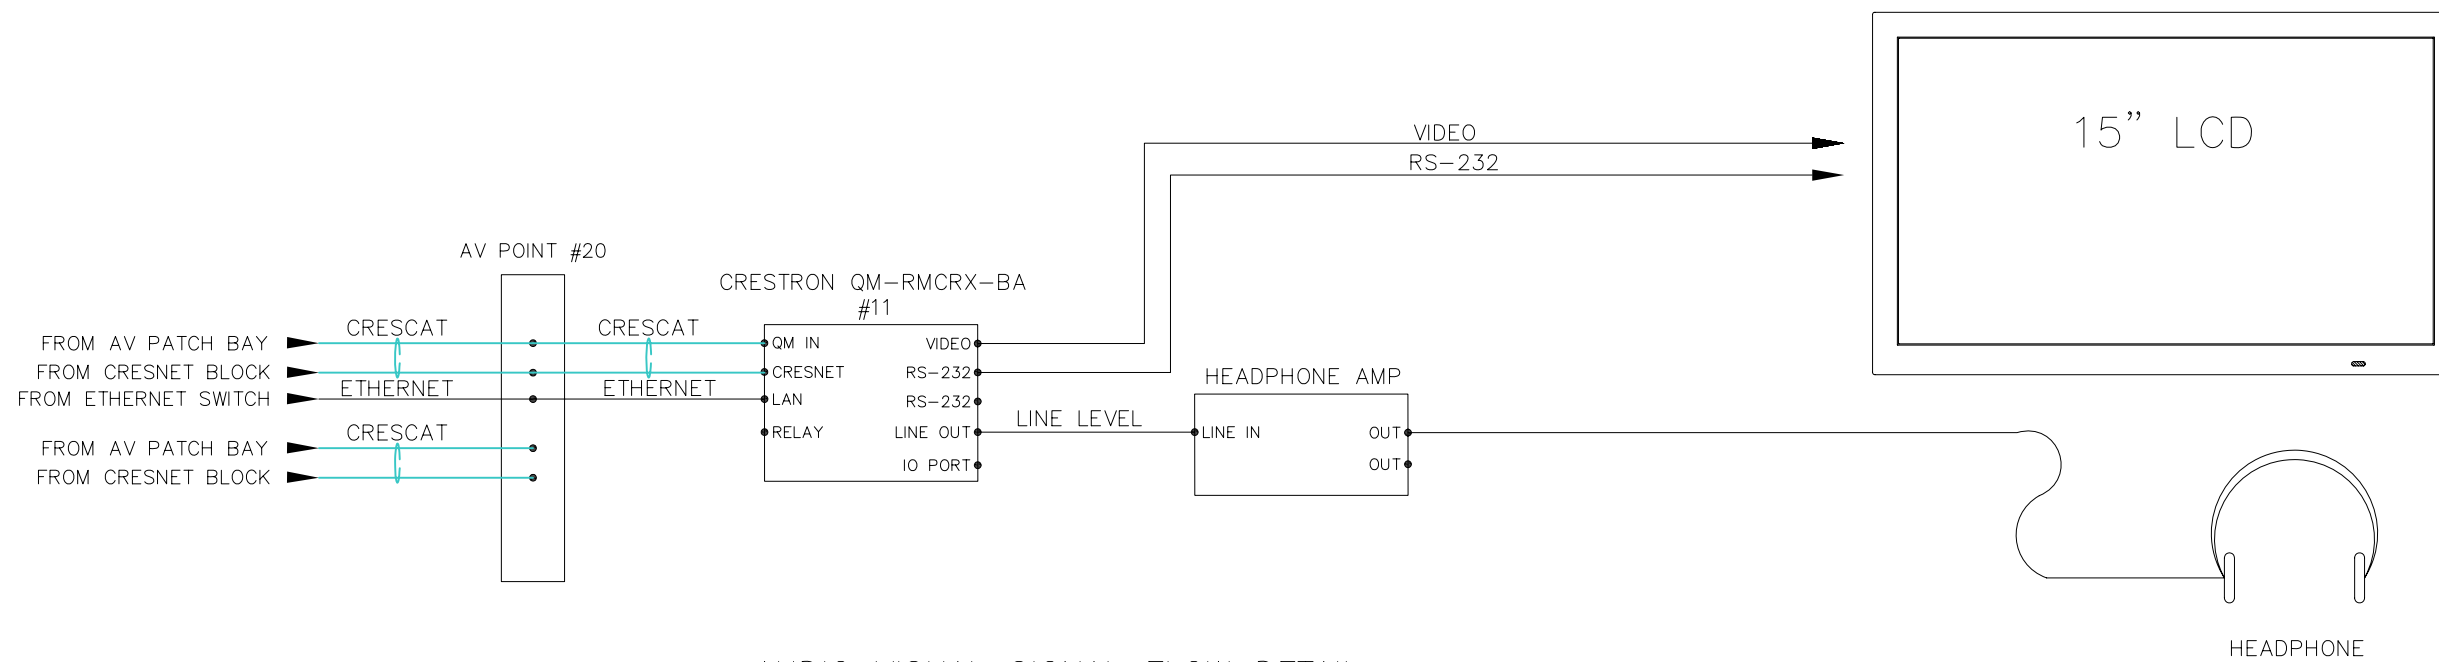 15” LCD
VIDEO
RS-232
AV POINT #20
CRESTRON QM-RMCRX-BA
#11
CRESCAT
CRESCAT
FROM AV PATCH BAY
FROM CRESNET BLOCK
ETHERNET
ETHERNET
FROM ETHERNET SWITCH
CRESCAT
FROM AV PATCH BAY
FROM CRESNET BLOCK
QM IN
CRESNET
LAN
RELAY
VIDEO
RS-232
RS-232
LINE OUT
IO PORT
LINE LEVEL
HEADPHONE AMP
LINE IN
OUT
OUT
HEADPHONE